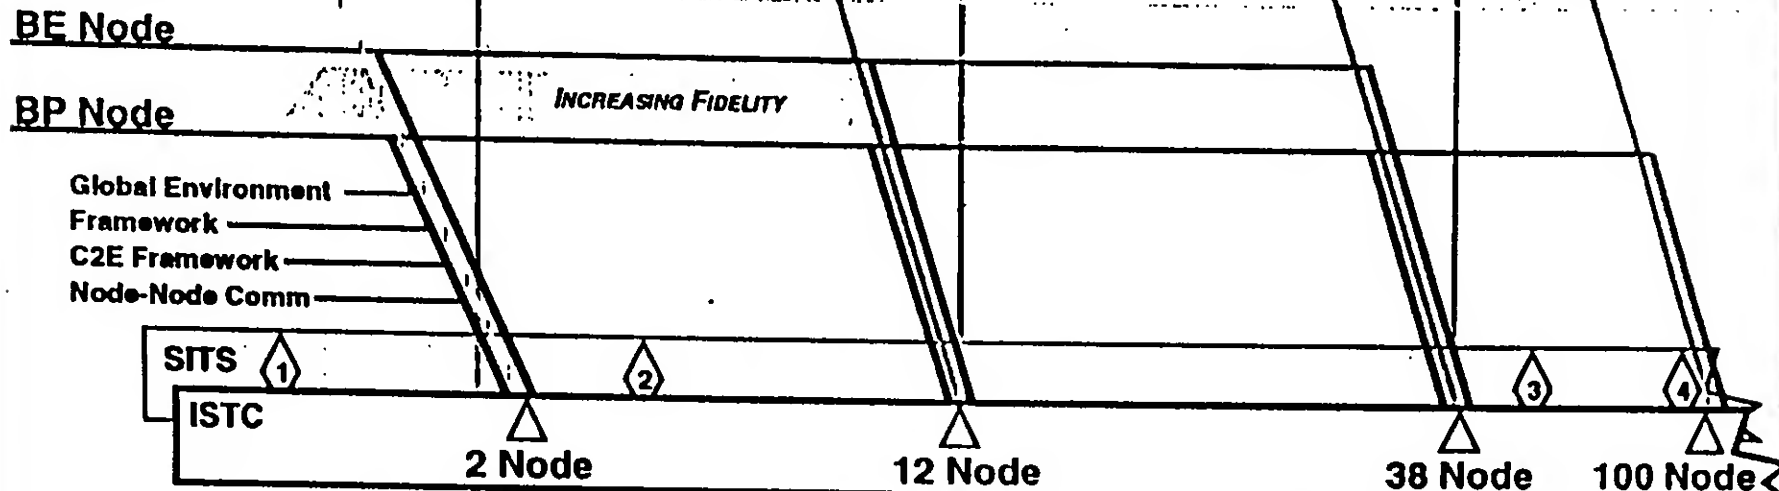 BE Node
INCREASING FIDELITY
BP Node
Global Environment
Framework
C2E Framework
Node-Node Comm
SITS
1
2
3
4
ISTC
2 Node
12 Node
38 Node
100 Node